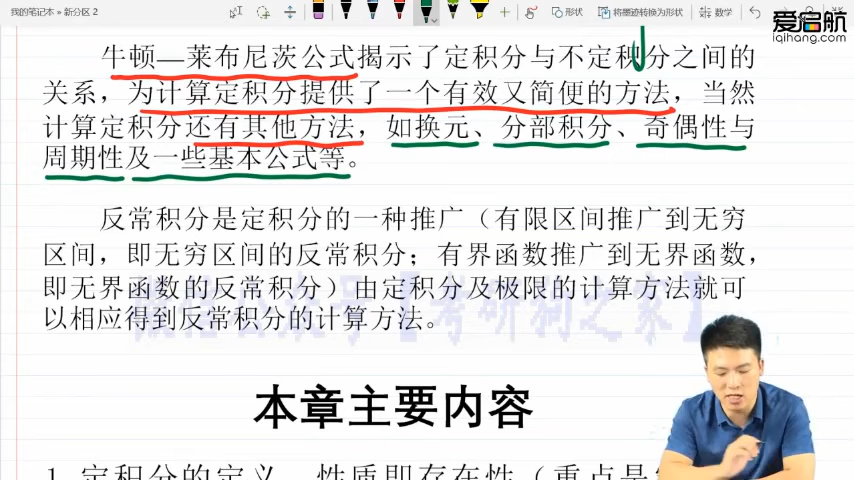 我的笔记本 » 新分区 2
形状
将墨迹转换为形状
数学
爱启航
iqihang.com
牛顿—莱布尼茨公式揭示了定积分与不定积分之间的
关系，为计算定积分提供了一个有效又简便的方法，当然
计算定积分还有其他方法，如换元、分部积分、奇偶性与
周期性及一些基本公式等。
反常积分是定积分的一种推广（有限区间推广到无穷
区间，即无穷区间的反常积分；有界函数推广到无界函数，
即无界函数的反常积分）由定积分及极限的计算方法就可
以相应得到反常积分的计算方法。
本章主要内容
1. 定积分的定义、性质即存在性（重点是